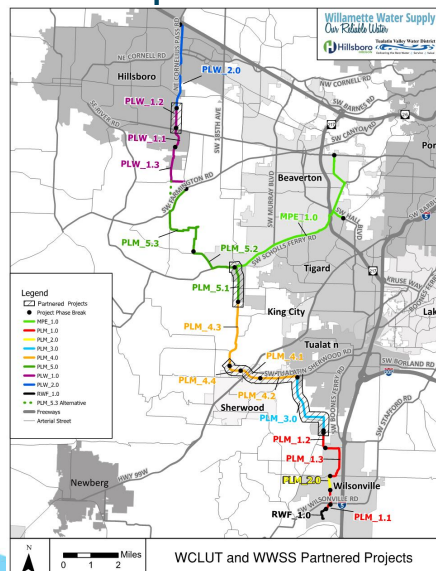 Willamette Water Supply
Our Reliable Water
Hillsboro
Tualatin Valley Water District
NE CORNELL RD
NE CORNELIUS PASS RD
PLW_2.0
Hillsboro
NW CORNELL RD
SW BARNES RD
SW 185TH AVE
PLW_1.2
SE RIVER RD
PLW_1.1
SW CANYON RD
PLW_1.3
Beaverton
SW MURRAY BLVD
SW FARMINGTON RD
MPE_1.0
SW HALL BLVD
PLM_5.3
PLM_5.2
SW SCHOLLS FERRY RD
Tigard
PLM_5.1
KRUSE WAY
King City
PLM_4.3
Tualat n
PLM_4.1
SW TUALATIN SHERWOOD RD
SW BORLAND RD
PLM_4.4
PLM_4.2
Sherwood
SW BOONES FERRY RD
SW STAFFORD RD
PLM_3.0
PLM_1.2
PLM_1.3
HWY 99W
Newberg
PLM_2.0
Wilsonville
SW WILSONVILLE RD
RWF_1.0
PLM_1.1
Legend
Partnered Projects
Project Phase Break
MPE_1.0
PLM_1.0
PLM_2.0
PLM_3.0
PLM_4.0
PLM_5.0
PLW_1.0
PLW_2.0
RWF_1.0
PLM_5.3 Alternative
Freeways
Arterial Street
N
Miles
0 1 2
WCLUT and WWSS Partnered Projects